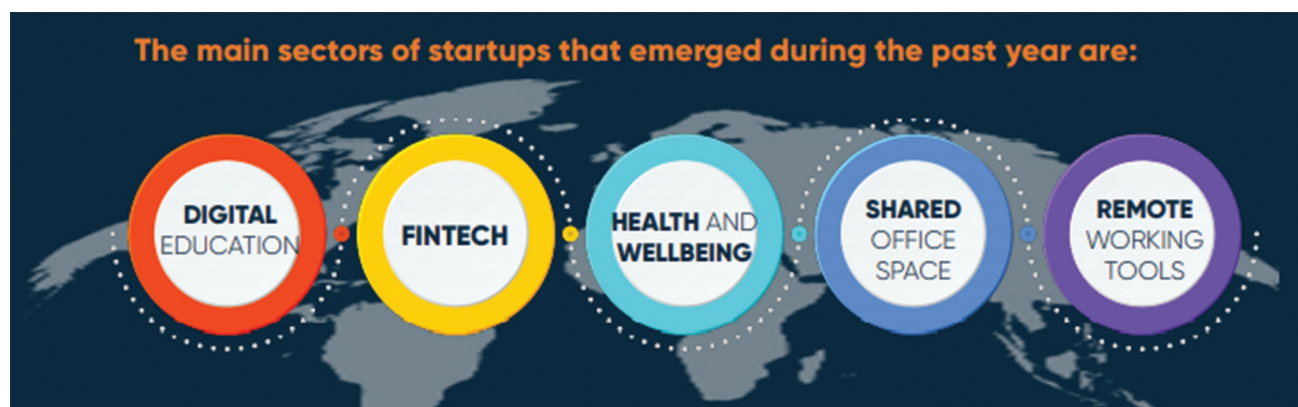 The main sectors of startups that emerged during the past year are:
DIGITAL
EDUCATION
FINTECH
HEALTH AND
WELLBEING
SHARED
OFFICE
SPACE
REMOTE
WORKING
TOOLS